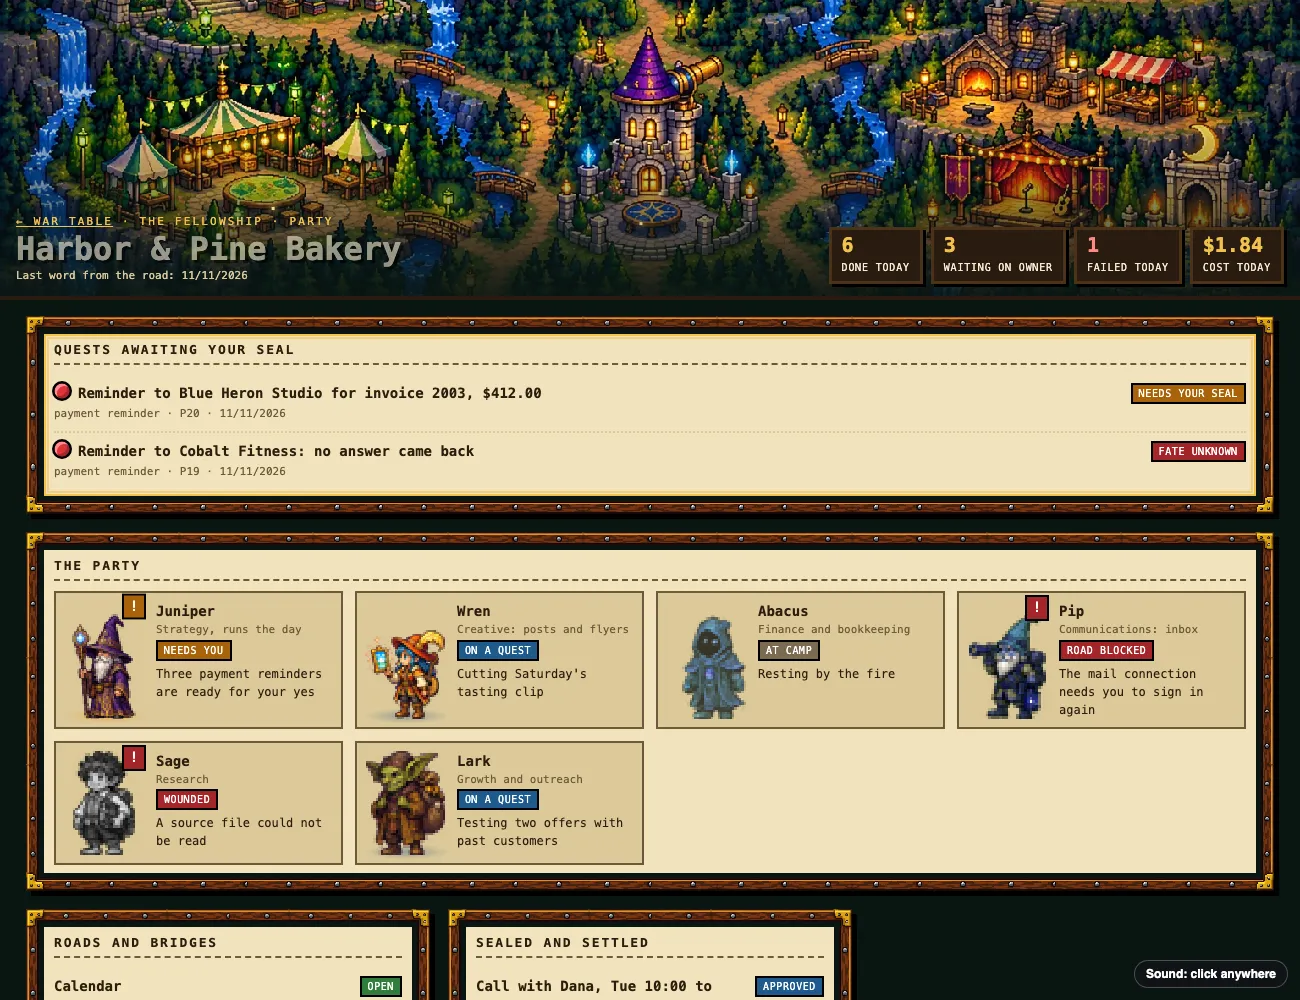 ← WAR TABLE · THE FELLOWSHIP · PARTY
Harbor & Pine Bakery
Last word from the road: 11/11/2026
6
DONE TODAY
3
WAITING ON OWNER
1
FAILED TODAY
$1.84
COST TODAY
QUESTS AWAITING YOUR SEAL
Reminder to Blue Heron Studio for invoice 2003, $412.00
NEEDS YOUR SEAL
payment reminder · P20 · 11/11/2026
Reminder to Cobalt Fitness: no answer came back
FATE UNKNOWN
payment reminder · P19 · 11/11/2026
THE PARTY
!
Juniper
Strategy, runs the day
NEEDS YOU
Three payment reminders
are ready for your yes
Wren
Creative: posts and flyers
ON A QUEST
Cutting Saturday's
tasting clip
Abacus
Finance and bookkeeping
AT CAMP
Resting by the fire
!
Pip
Communications: inbox
ROAD BLOCKED
The mail connection
needs you to sign in
again
!
Sage
Research
WOUNDED
A source file could not
be read
Lark
Growth and outreach
ON A QUEST
Testing two offers with
past customers
ROADS AND BRIDGES
Calendar
OPEN
SEALED AND SETTLED
Call with Dana, Tue 10:00 to
APPROVED
Sound: click anywhere